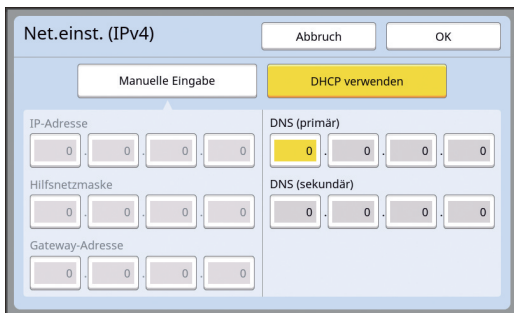 Net.einst. (IPv4)
Abbruch
OK
Manuelle Eingabe
DHCP verwenden
IP-Adresse
0 . 0 . 0 . 0
Hilfsnetzmaske
0 . 0 . 0 . 0
Gateway-Adresse
0 . 0 . 0 . 0
DNS (primär)
0 . 0 . 0 . 0
DNS (sekundär)
0 . 0 . 0 . 0